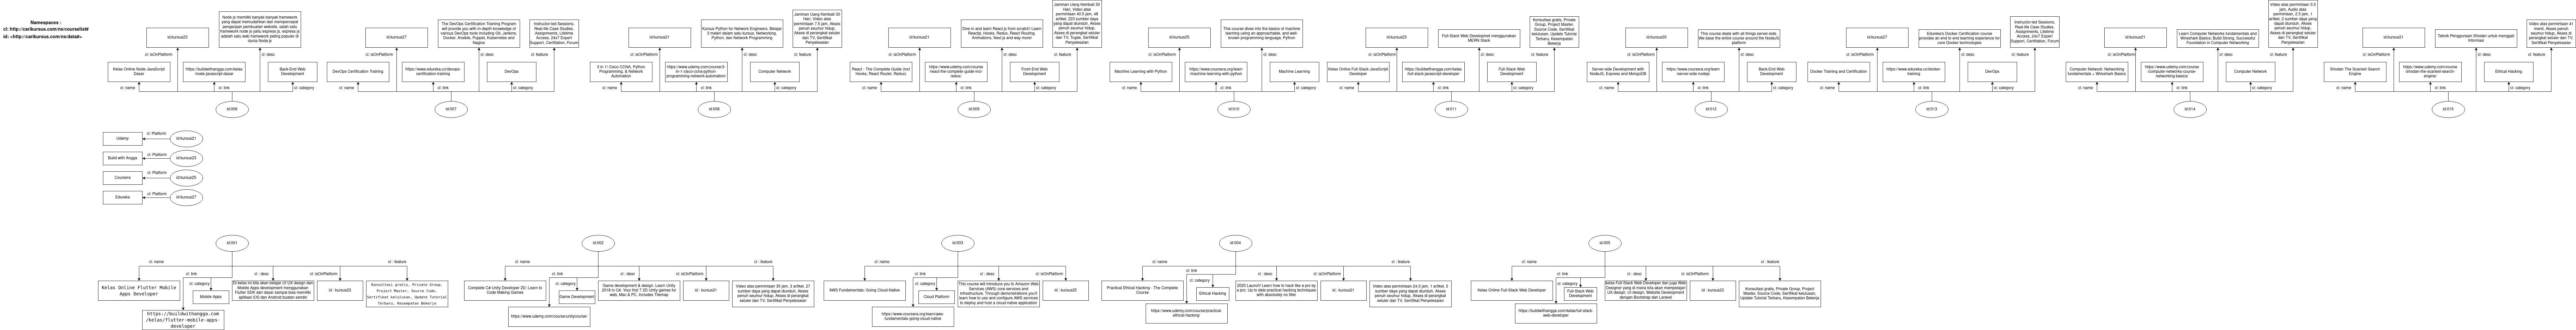 Namespaces :
cl: http://carikursus.com/ns/courselist#
id: <http://carikursus.com/ns/data#>
id:kursus23
Node js memiliki banyak banyak framework
yang dapat memudahkan dan mempercepat
pengerjaan pembuatan website, salah satu
framework node js yaitu express js. express js
adalah satu web framework paling populer di
dunia Node.js
cl: isOnPlatform
cl: desc
Kelas Online Node JavaScript
Dasar
https://buildwithangga.com/kelas
/node-javascript-dasar
Back-End Web
Development
cl: name
cl: link
cl: category
id:006
id:kursus27
The DevOps Certification Training Program
will provide you with in-depth knowledge of
various DevOps tools including Git, Jenkins,
Docker, Ansible, Puppet, Kubernetes and
Nagios
Instructor-led Sessions,
Real-life Case Studies,
Assignments, Lifetime
Access, 24x7 Expert
Support, Certification, Forum
cl: isOnPlatform
cl: desc
cl: feature
DevOps Certification Training
https://www.edureka.co/devops-
certification-training
DevOps
cl: name
cl: link
cl: category
id:007
id:kursus21
Kursus Python for Network Engineers. Belajar
3 materi dalam satu kursus, Networking,
Python, dan Network Programming
Jaminan Uang Kembali 30
Hari, Video atas
permintaan 7.5 jam, Akses
penuh seumur hidup,
Akses di perangkat seluler
dan TV, Sertifikat
Penyelesaian
cl: isOnPlatform
cl: desc
cl: feature
3 in 1! Cisco CCNA, Python
Programming, & Network
Automation
https://www.udemy.com/course/3-
in-1-cisco-ccna-python-
programming-network-automation/
Computer Network
cl: name
cl: link
cl: category
id:008
id:kursus21
Dive in and learn React.js from scratch! Learn
Reactjs, Hooks, Redux, React Routing,
Animations, Next.js and way more!
Jaminan Uang Kembali 30
Hari, Video atas
permintaan 40.5 jam, 49
artikel, 223 sumber daya
yang dapat diunduh, Akses
penuh seumur hidup,
Akses di perangkat seluler
dan TV, Tugas, Sertifikat
Penyelesaian
cl: isOnPlatform
cl: desc
cl: feature
React - The Complete Guide (incl
Hooks, React Router, Redux)
https://www.udemy.com/course
/react-the-complete-guide-incl-
redux/
Front-End Web
Development
cl: name
cl: link
cl: category
id:009
id:kursus25
This course dives into the basics of machine
learning using an approachable, and well-
known programming language, Python
cl: isOnPlatform
cl: desc
Machine Learning with Python
https://www.coursera.org/learn
/machine-learning-with-python
Machine Learning
cl: name
cl: link
cl: category
id:010
id:kursus23
Full-Stack Web Development menggunakan
MERN Stack
Konsultasi gratis, Private
Group, Project Master,
Source Code, Sertifikat
kelulusan, Update Tutorial
Terbaru, Kesempatan
Bekerja
cl: isOnPlatform
cl: desc
cl: feature
Kelas Online Full-Stack JavaScript
Developer
https://buildwithangga.com/kelas
/full-stack-javascript-developer
Full-Stack Web
Development
cl: name
cl: link
cl: category
id:011
id:kursus25
This course deals with all things server-side.
We base the entire course around the NodeJS
platform
cl: isOnPlatform
cl: desc
Server-side Development with
NodeJS, Express and MongoDB
https://www.coursera.org/learn
/server-side-nodejs
Back-End Web
Development
cl: name
cl: link
cl: category
id:012
id:kursus27
Edureka's Docker Certification course
provides an end to end learning experience for
core Docker technologies
Instructor-led Sessions,
Real-life Case Studies,
Assignments, Lifetime
Access, 24x7 Expert
Support, Certification, Forum
cl: isOnPlatform
cl: desc
cl: feature
Docker Training and Certification
https://www.edureka.co/docker-
training
DevOps
cl: name
cl: link
cl: category
id:013
id:kursus21
Learn Computer Networks fundamentals and
Wireshark Basics; Build Strong, Successful
Foundation in Computer Networking
Video atas permintaan 3.5
jam, Audio atas
permintaan, 2.5 jam, 1
artikel, 2 sumber daya yang
dapat diunduh, Akses
penuh seumur hidup,
Akses di perangkat seluler
dan TV, Sertifikat
Penyelesaian
cl: isOnPlatform
cl: desc
cl: feature
Computer Network: Networking
fundamentals + Wireshark Basics
https://www.udemy.com/course
/computer-networks-course-
networking-basics
Computer Network
cl: name
cl: link
cl: category
id:014
id:kursus21
Teknik Penggunaan Shodan untuk menggali
Informasi
Video atas permintaan 41
menit, Akses penuh
seumur hidup, Akses di
perangkat seluler dan TV,
Sertifikat Penyelesaian
cl: isOnPlatform
cl: desc
cl: feature
Shodan The Scariest Search
Engine
https://www.udemy.com/course
/shodan-the-scariest-search-
engine/
Ethical Hacking
cl: name
cl: link
cl: category
id:015
Udemy
cl: Platform
id:kursus21
Build with Angga
cl: Platform
id:kursus23
Coursera
cl: Platform
id:kursus25
Edureka
cl: Platform
id:kursus27
id:001
cl: name
cl : feature
cl: link
cl : desc
cl: isOnPlatform
cl: category
Kelas Online Flutter Mobile
Apps Developer
Mobile Apps
Di kelas ini kita akan belajar UI UX design dan
Mobile Apps development menggunakan
Flutter SDK dari dasar sampai bisa memiliki
aplikasi iOS dan Android buatan sendiri
id : kursus23
Konsultasi gratis, Private Group,
Project Master, Source Code,
Sertifikat kelulusan, Update Tutorial
Terbaru, Kesempatan Bekerja
https://buildwithangga.com
/kelas/flutter-mobile-apps-
developer
id:002
cl: name
cl : feature
cl: link
cl : desc
cl: isOnPlatform
cl: category
Complete C# Unity Developer 2D: Learn to
Code Making Games
Game Development
Game development & design. Learn Unity
2018 in C#. Your first 7 2D Unity games for
web, Mac & PC. Includes Tilemap
id: kursus21
Video atas permintaan 35 jam, 3 artikel, 27
sumber daya yang dapat diunduh, Akses
penuh seumur hidup, Akses di perangkat
seluler dan TV, Sertifikat Penyelesaian
https://www.udemy.com/course/unitycourse/
id:003
cl: name
cl: link
cl : desc
cl: isOnPlatform
cl: category
AWS Fundamentals: Going Cloud-Native
Cloud Platform
This course will introduce you to Amazon Web
Services (AWS) core services and
infrastructure. Through demonstrations you'll
learn how to use and configure AWS services
to deploy and host a cloud-native application
id: kursus25
https://www.coursera.org/learn/aws-
fundamentals-going-cloud-native
id:004
cl: name
cl : feature
cl: link
cl : desc
cl: isOnPlatform
cl: category
Practical Ethical Hacking - The Complete
Course
Ethical Hacking
2020 Launch! Learn how to hack like a pro by
a pro. Up to date practical hacking techniques
with absolutely no filler
id : kursus21
Video atas permintaan 24.5 jam, 1 artikel, 5
sumber daya yang dapat diunduh, Akses
penuh seumur hidup, Akses di perangkat
seluler dan TV, Sertifikat Penyelesaian
https://www.udemy.com/course/practical-
ethical-hacking/
id:005
cl: name
cl : feature
cl: link
cl : desc
cl: isOnPlatform
cl: category
Kelas Online Full-Stack Web Developer
Full-Stack Web
Development
kelas Full-Stack Web Developer dan juga Web
Designer yang di mana kita akan mempelajari
UX design, UI design, Website Development
dengan Bootstrap dan Laravel
id : kursus23
Konsultasi gratis, Private Group, Project
Master, Source Code, Sertifikat kelulusan,
Update Tutorial Terbaru, Kesempatan Bekerja
https://buildwithangga.com/kelas/full-stack-
web-developer